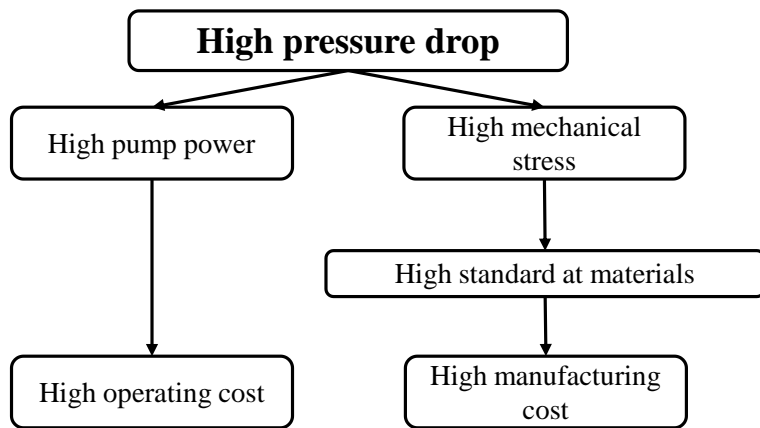 High pressure drop
High pump power
High mechanical
stress
High standard at materials
High operating cost
High manufacturing
cost